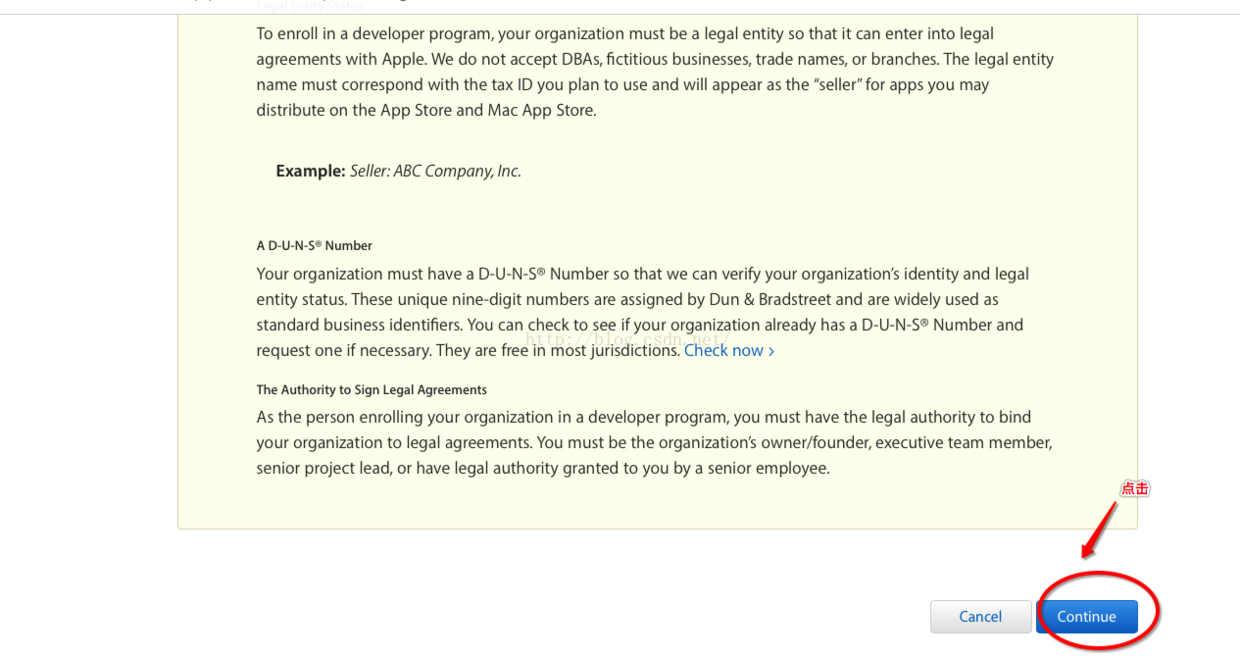 Legal Entity Status
To enroll in a developer program, your organization must be a legal entity so that it can enter into legal
agreements with Apple. We do not accept DBAs, fictitious businesses, trade names, or branches. The legal entity
name must correspond with the tax ID you plan to use and will appear as the “seller” for apps you may
distribute on the App Store and Mac App Store.
Example: Seller: ABC Company, Inc.
A D-U-N-S® Number
Your organization must have a D-U-N-S® Number so that we can verify your organization’s identity and legal
entity status. These unique nine-digit numbers are assigned by Dun & Bradstreet and are widely used as
standard business identifiers. You can check to see if your organization already has a D-U-N-S® Number and
http://blog.csdn.net/
request one if necessary. They are free in most jurisdictions. Check now ›
The Authority to Sign Legal Agreements
As the person enrolling your organization in a developer program, you must have the legal authority to bind
your organization to legal agreements. You must be the organization’s owner/founder, executive team member,
senior project lead, or have legal authority granted to you by a senior employee.
点击
Cancel Continue